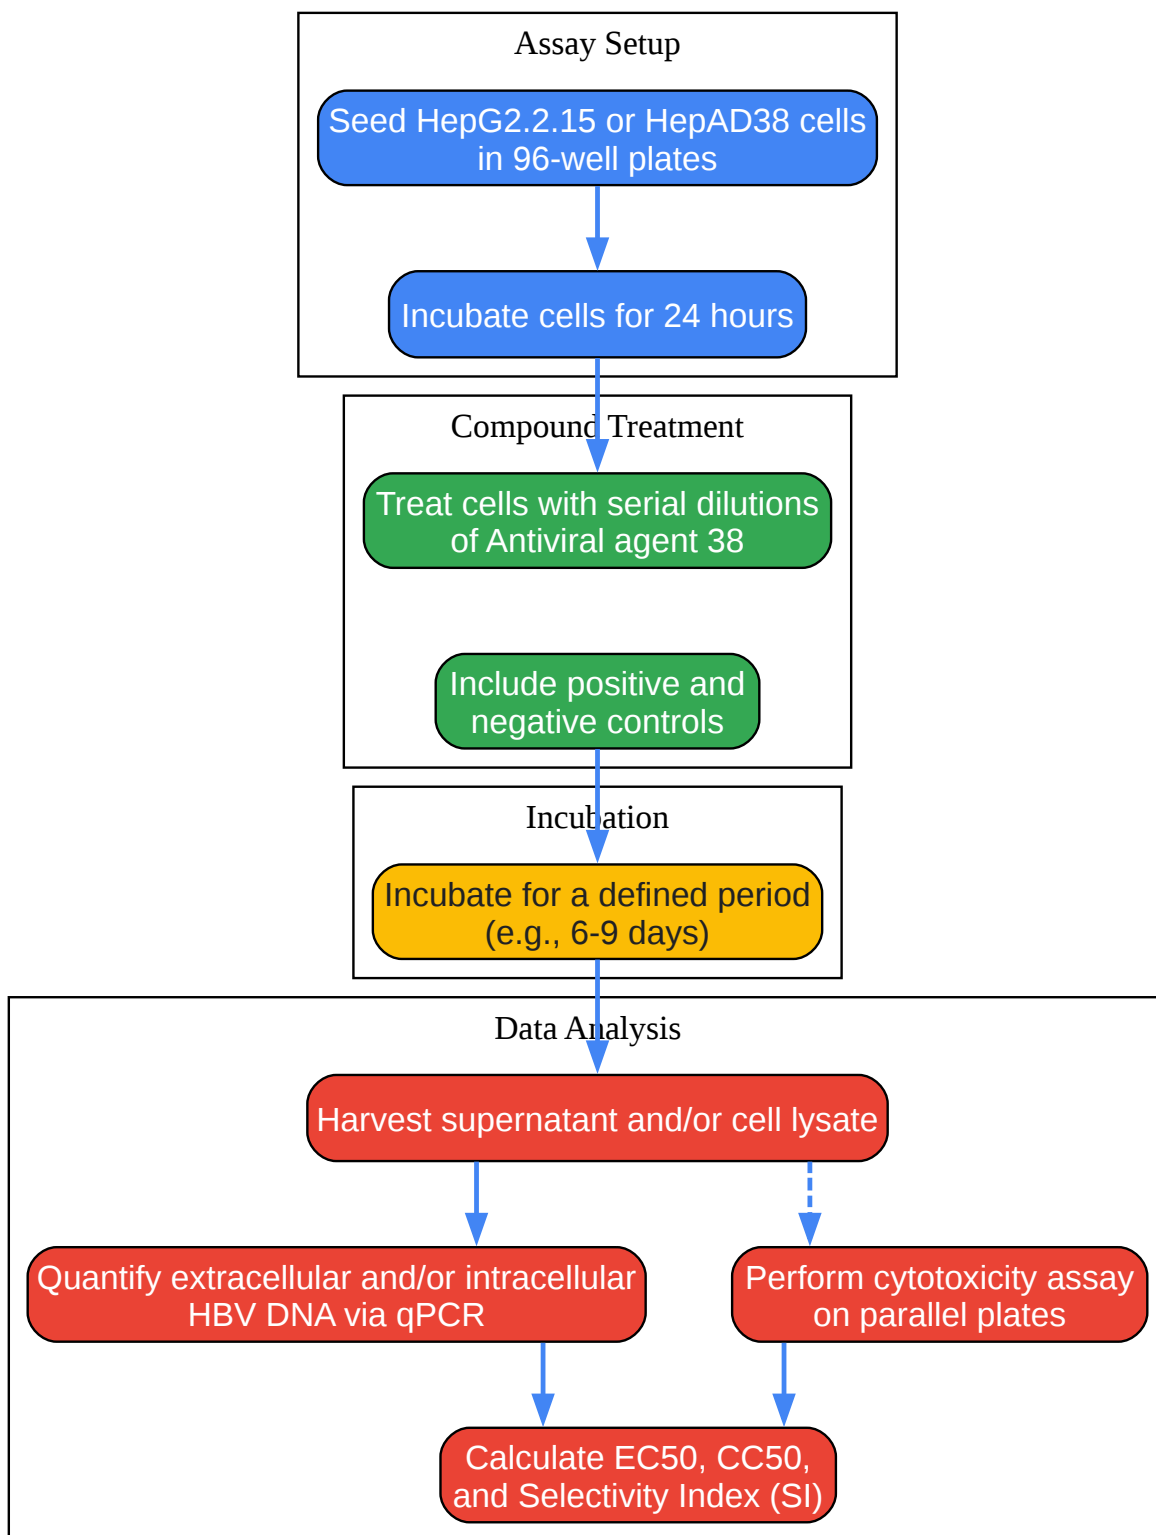 Assay Setup
Seed HepG2.2.15 or HepAD38 cells
in 96-well plates
Incubate cells for 24 hours
Compound Treatment
Treat cells with serial dilutions
of Antiviral agent 38
Include positive and
negative controls
Incubation
Incubate for a defined period
(e.g., 6-9 days)
Data Analysis
Harvest supernatant and/or cell lysate
Quantify extracellular and/or intracellular
HBV DNA via qPCR
Perform cytotoxicity assay
on parallel plates
Calculate EC50, CC50,
and Selectivity Index (SI)